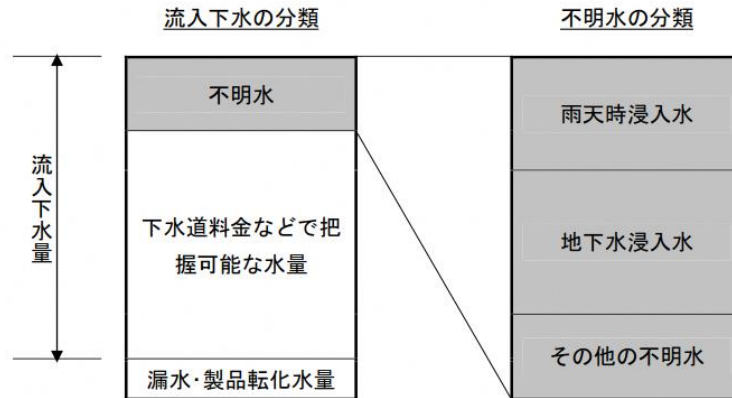 流入下水の分類
不明水の分類
流入下水量
不明水
下水道料金などで把
握可能な水量
漏水・製品転化水量
雨天時浸入水
地下水浸入水
その他の不明水